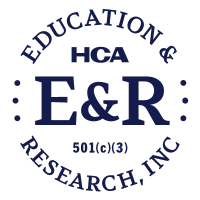 EDUCATION &
HCA
E&R
501(c)(3)
RESEARCH, INC